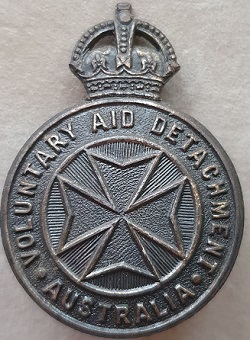 VOLUNTARY AID DETACHMENT
AUSTRALIA